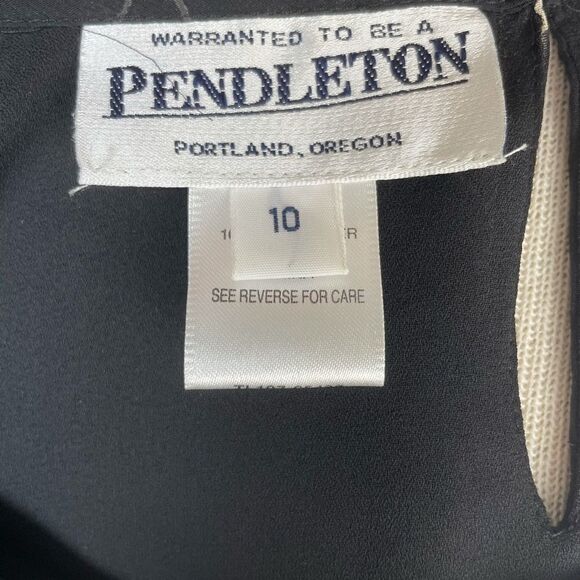 WARRANTED TO BE A
PENDLETON
PORTLAND, OREGON
10
SEE REVERSE FOR CARE